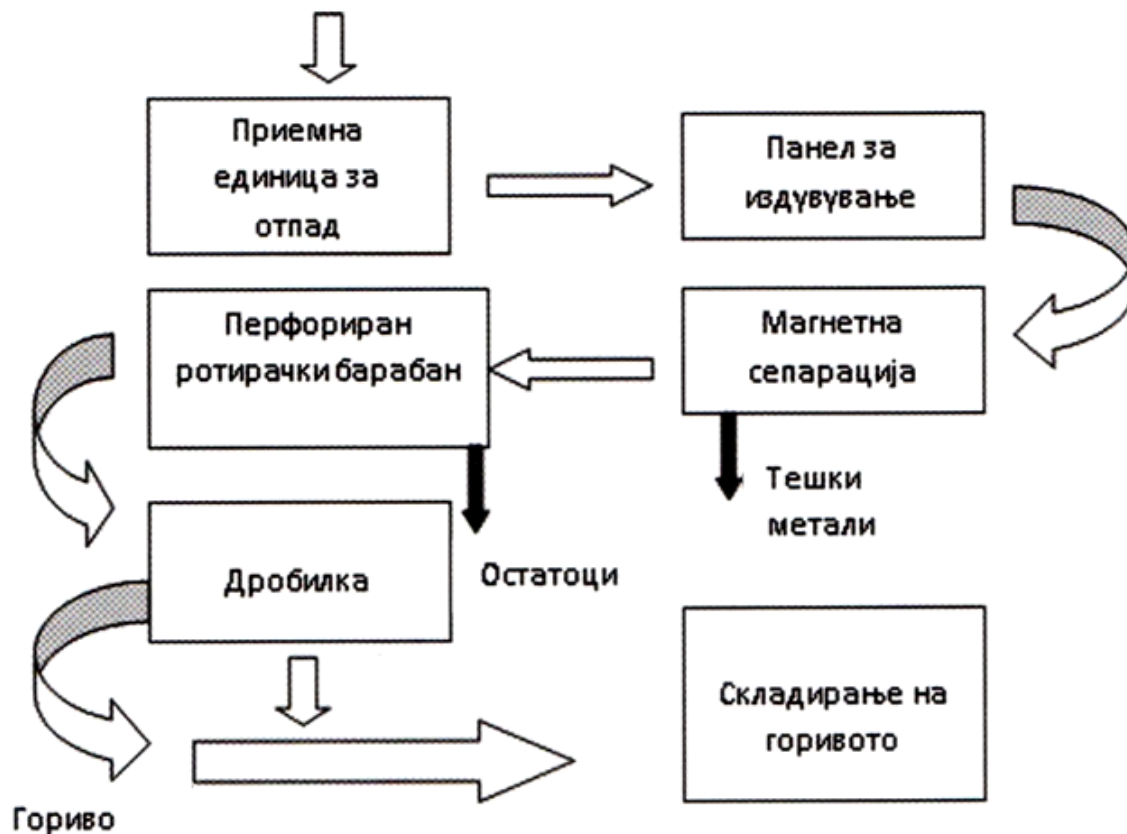 Приемна
единица за
отпад
Панел за
издувување
Перфориран
ротирачки барабан
Магнетна
сепарација
Тешки
метали
Дробилка
Остатоци
Складирање на
горивото
Гориво